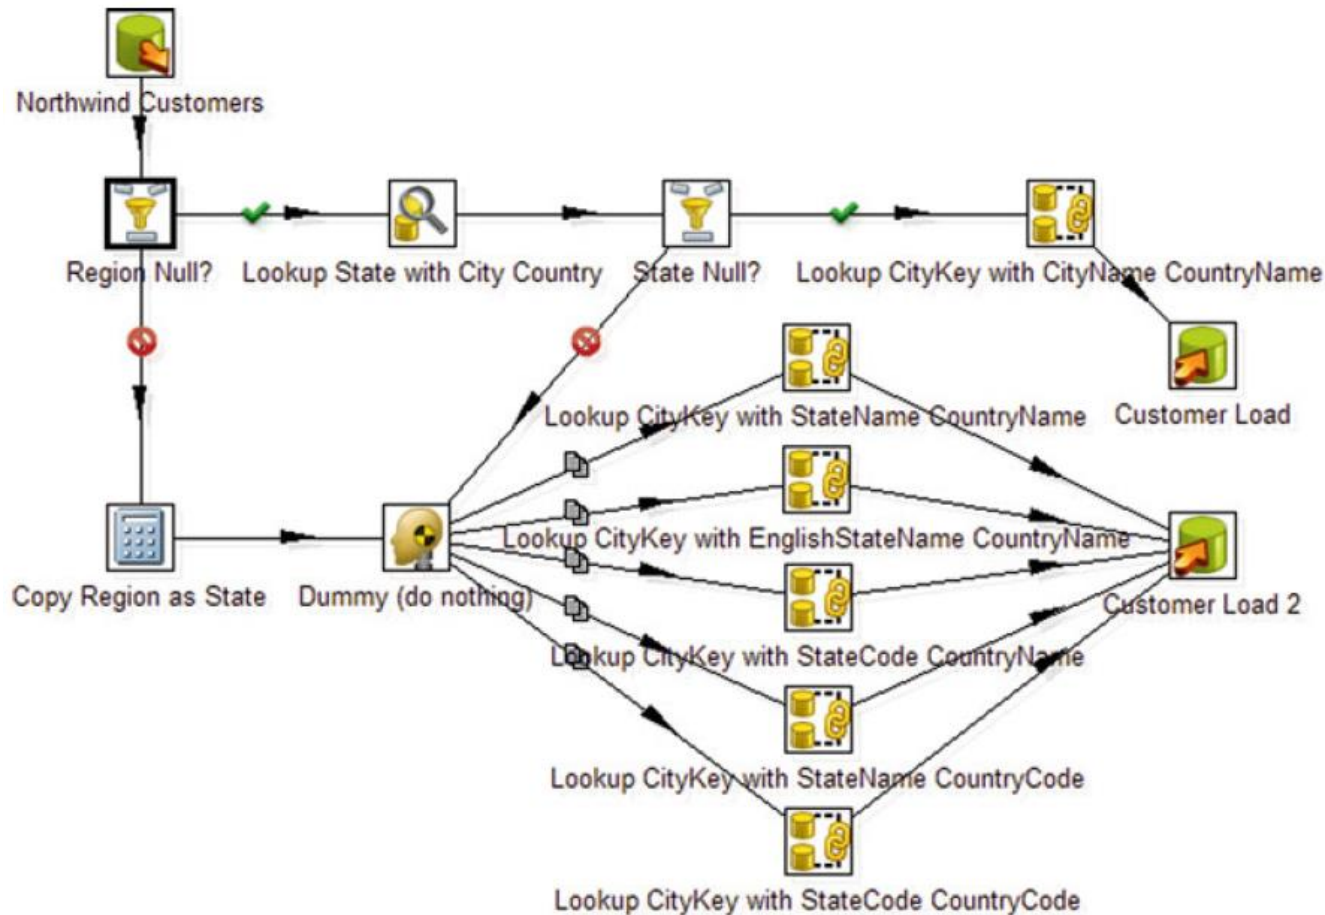 Northwind Customers
Region Null?
Lookup State with City Country
State Null?
Lookup CityKey with CityName CountryName
Customer Load
Lookup CityKey with StateName CountryName
Lookup CityKey with EnglishStateName CountryName
Copy Region as State
Dummy (do nothing)
Customer Load 2
Lookup CityKey with StateCode CountryName
Lookup CityKey with StateName CountryCode
Lookup CityKey with StateCode CountryCode